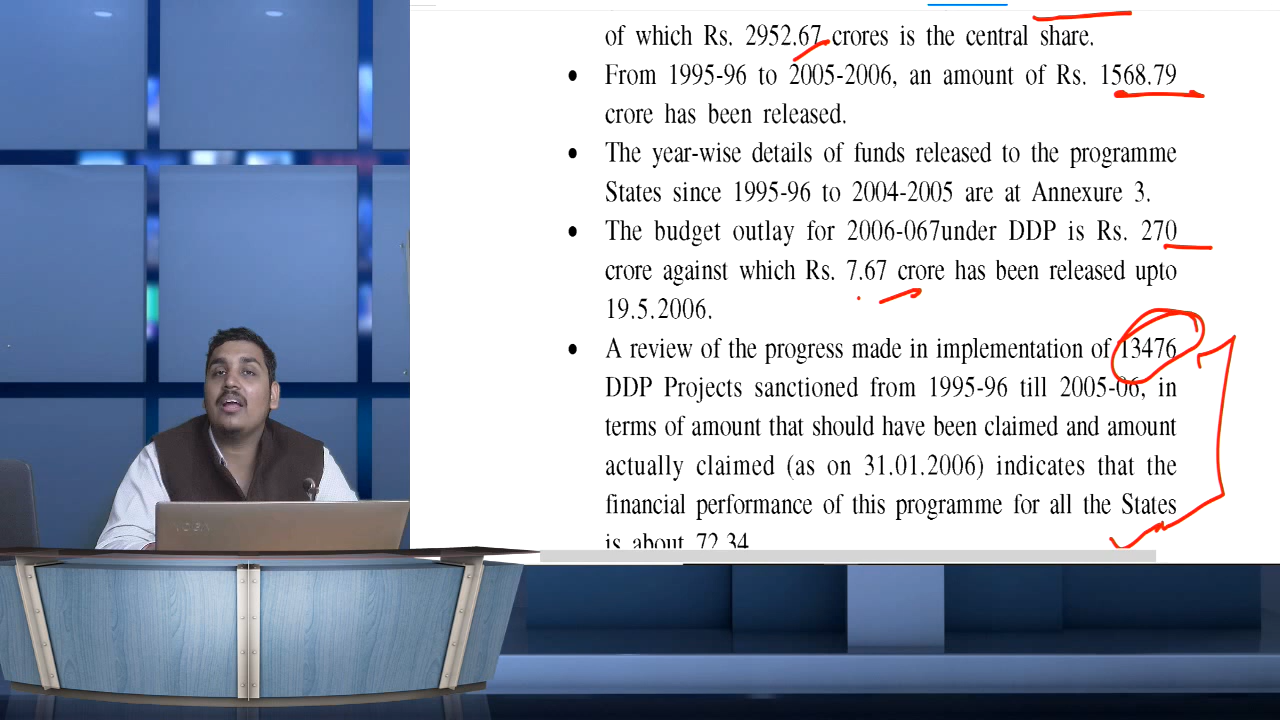 of which Rs. 2952.67 crores is the central share.
• From 1995-96 to 2005-2006, an amount of Rs. 1568.79
crore has been released.
• The year-wise details of funds released to the programme
States since 1995-96 to 2004-2005 are at Annexure 3.
• The budget outlay for 2006-067under DDP is Rs. 270
crore against which Rs. 7.67 crore has been released upto
19.5.2006.
• A review of the progress made in implementation of 13476
DDP Projects sanctioned from 1995-96 till 2005-06, in
terms of amount that should have been claimed and amount
actually claimed (as on 31.01.2006) indicates that the
financial performance of this programme for all the States
is about 72.34